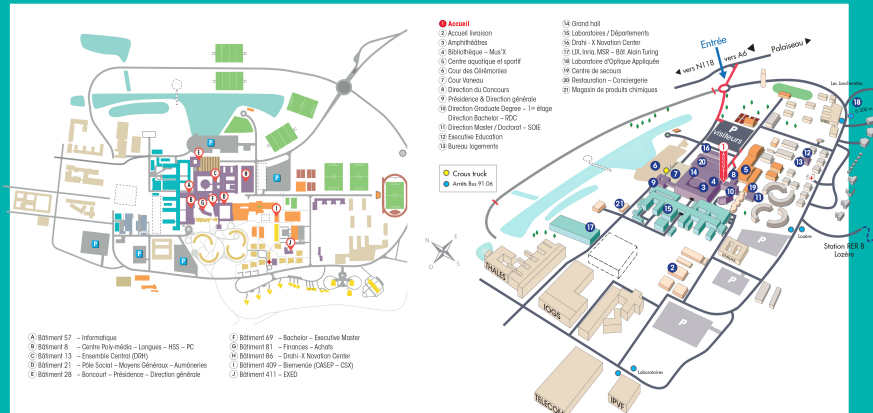 1 Accueil
2 Accueil livraison
3 Amphithéâtres
4 Bibliothèque – Mus'X
5 Centre aquatique et sportif
6 Cour des Cérémonies
7 Cour Vaneau
8 Direction du Concours
9 Présidence & Direction générale
10 Direction Graduate Degree – 1er étage
Direction Bachelor – RDC
11 Direction Master / Doctorat – SOIE
12 Executive Education
13 Bureau logements
14 Grand hall
15 Laboratoires / Départements
16 Drahi - X Novation Center
17 LIX, Inria, MSR – Bât. Alain Turing
18 Laboratoire d'Optique Appliquée
19 Centre de secours
20 Restauration – Conciergerie
21 Magasin de produits chimiques
Crous truck
Arrêts Bus 91.06
Entrée
vers N118
vers A6
Palaiseau
P
visiteurs
Lozère
Station RER B
Lozère
N
E
S
O
THALES
IOGS
TELECOM
IPVF
Laboratoires
P
P
A Bâtiment S7 – Informatique
B Bâtiment 8 – Centre Poly-média – Langues – HSS – PC
C Bâtiment 13 – Ensemble Central (DRH)
D Bâtiment 21 – Pôle Social – Moyens Généraux – Aumôneries
E Bâtiment 28 – Boncourt – Présidence – Direction générale
F Bâtiment 69 – Bachelor – Executive Master
G Bâtiment 81 – Finances – Achats
H Bâtiment 86 – Drahi-X Novation Center
I Bâtiment 409 – Bienvenüe (CASEP – CSX)
J Bâtiment 411 – EXED